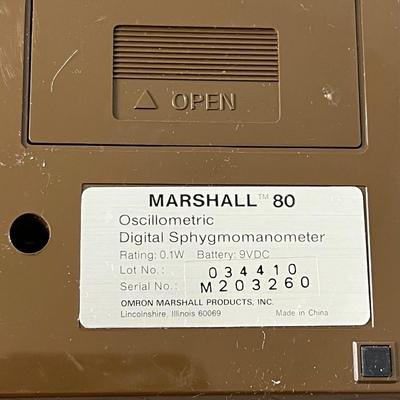 △ OPEN
MARSHALL™ 80
Oscillometric
Digital Sphygmomanometer
Rating: 0.1W Battery: 9VDC
Lot No.: 034410
Serial No.: M203260
OMRON MARSHALL PRODUCTS, INC.
Lincolnshire, Illinois 60069 Made in China